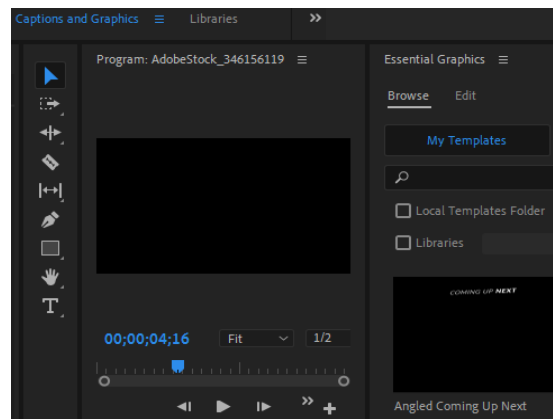 Captions and Graphics
Libraries
Program: AdobeStock_346156119
Essential Graphics
Browse
Edit
My Templates
Local Templates Folder
Libraries
T
COMING UP NEXT
00;00;04;16
Fit
1/2
Angled Coming Up Next